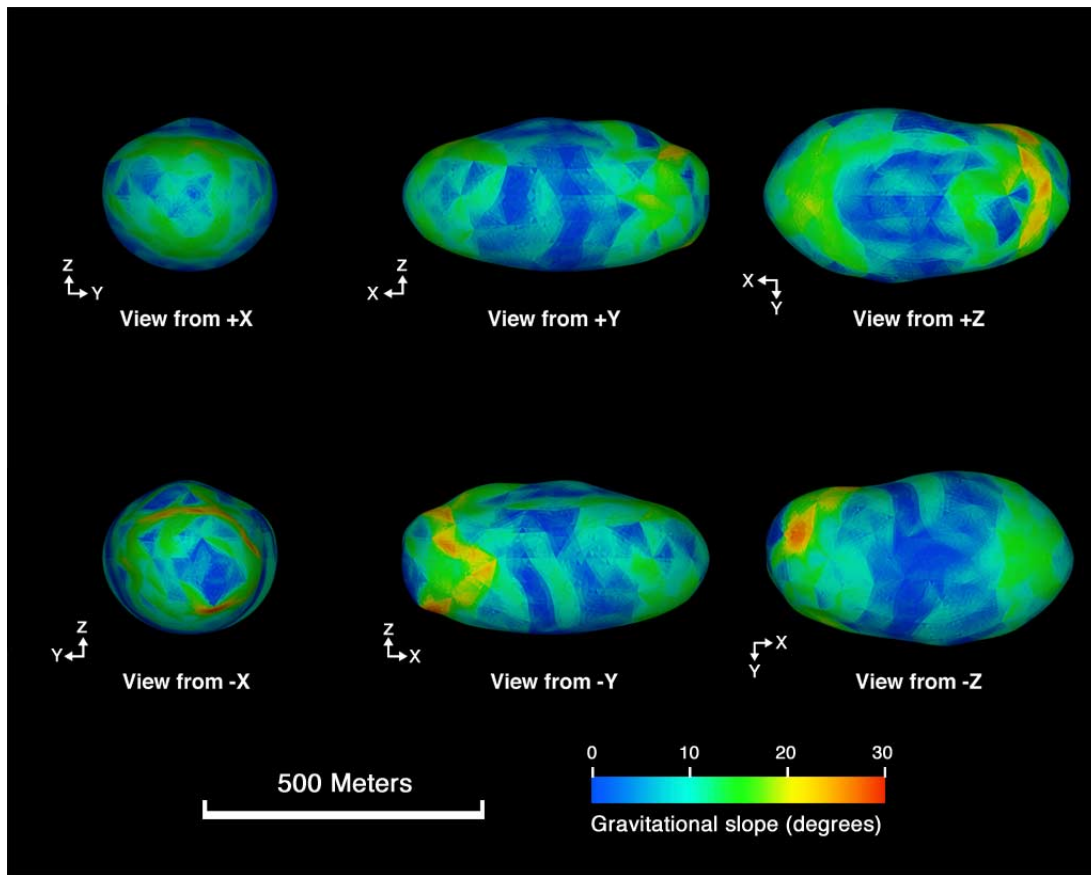 Z
Y
View from +X
Z
X
View from +Y
X
Y
View from +Z
Z
Y
View from -X
Z
X
View from -Y
X
Y
View from -Z
500 Meters
0 10 20 30
Gravitational slope (degrees)